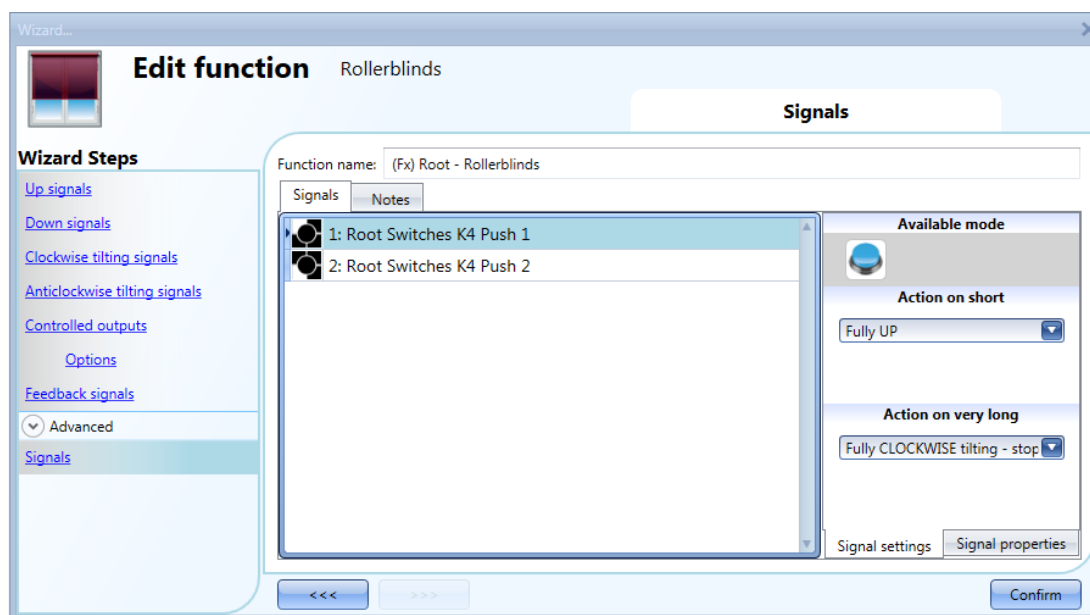 Wizard...
Edit function Rollerblinds
Signals
Wizard Steps
Up signals
Down signals
Clockwise tilting signals
Anticlockwise tilting signals
Controlled outputs
Options
Feedback signals
Advanced
Signals
Function name: (Fx) Root - Rollerblinds
Signals Notes
1: Root Switches K4 Push 1
2: Root Switches K4 Push 2
Available mode
Action on short
Fully UP
Action on very long
Fully CLOCKWISE tilting - stop
Signal settings Signal properties
<<< >>> Confirm